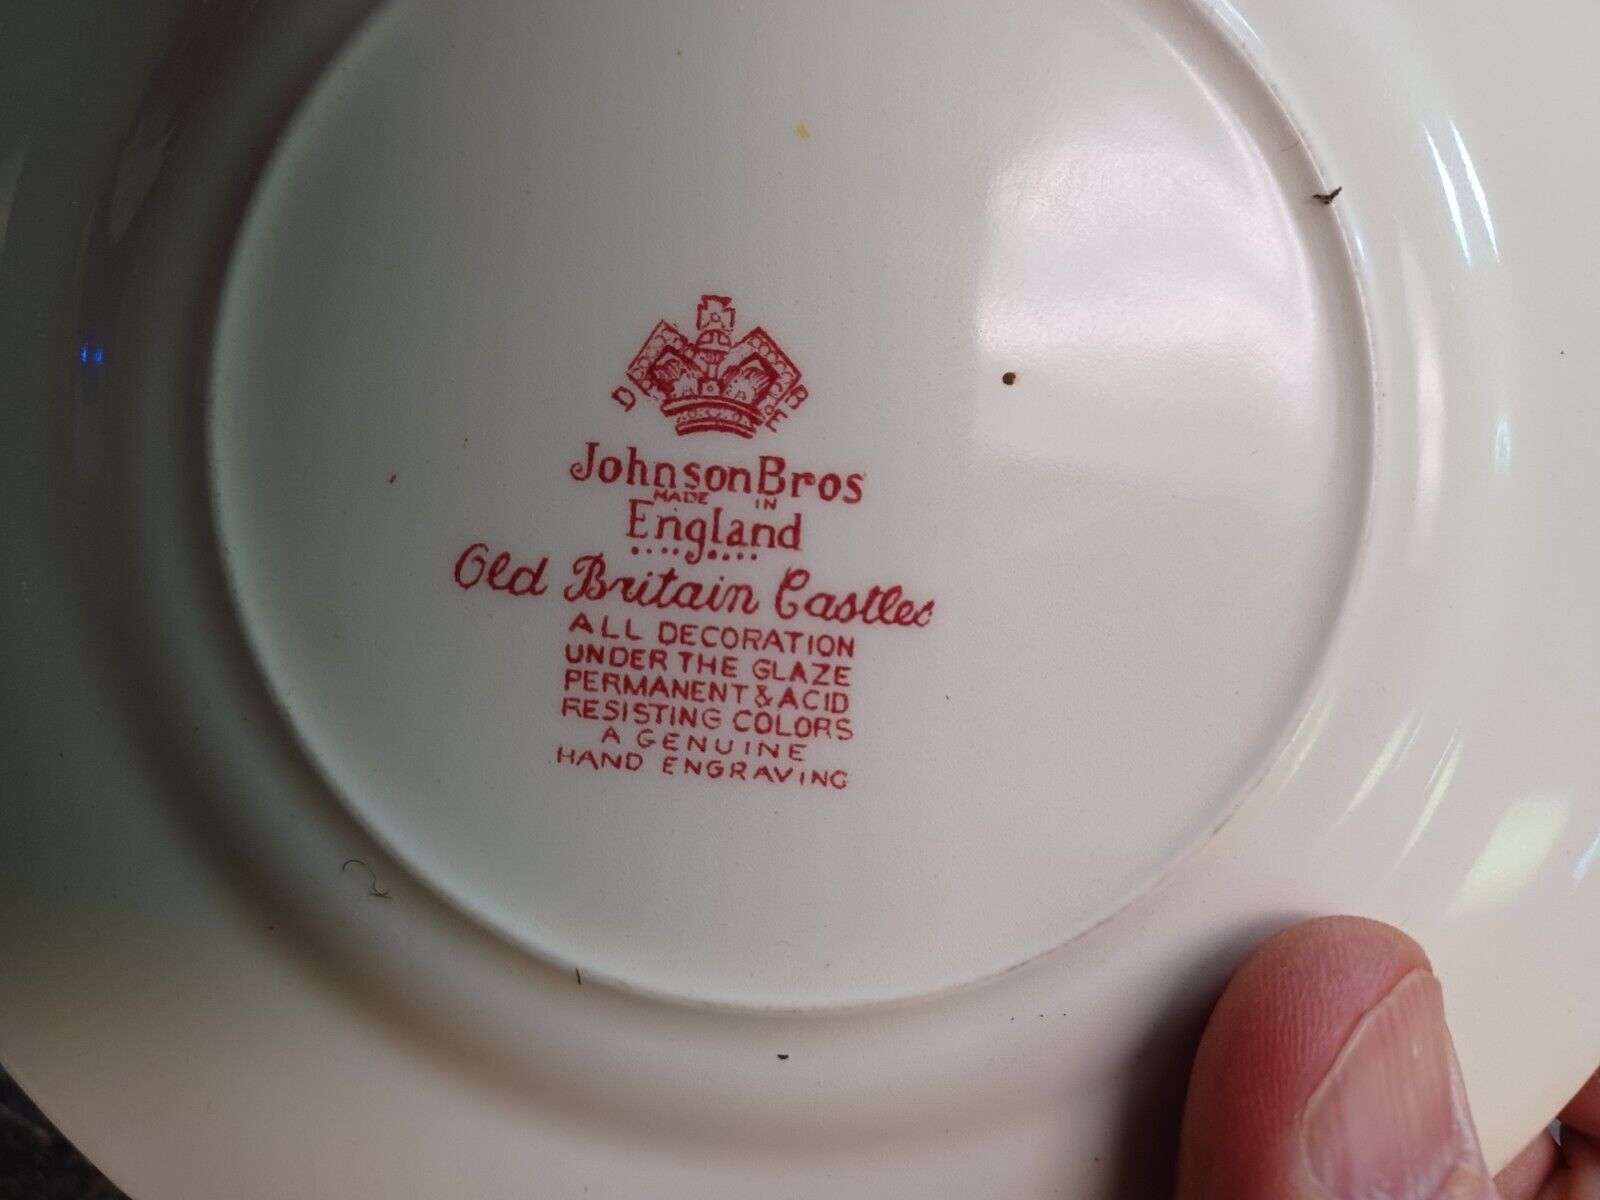 D B E
Johnson Bros
MADE IN
England
Old Britain Castles
ALL DECORATION
UNDER THE GLAZE
PERMANENT & ACID
RESISTING COLORS
A GENUINE
HAND ENGRAVING